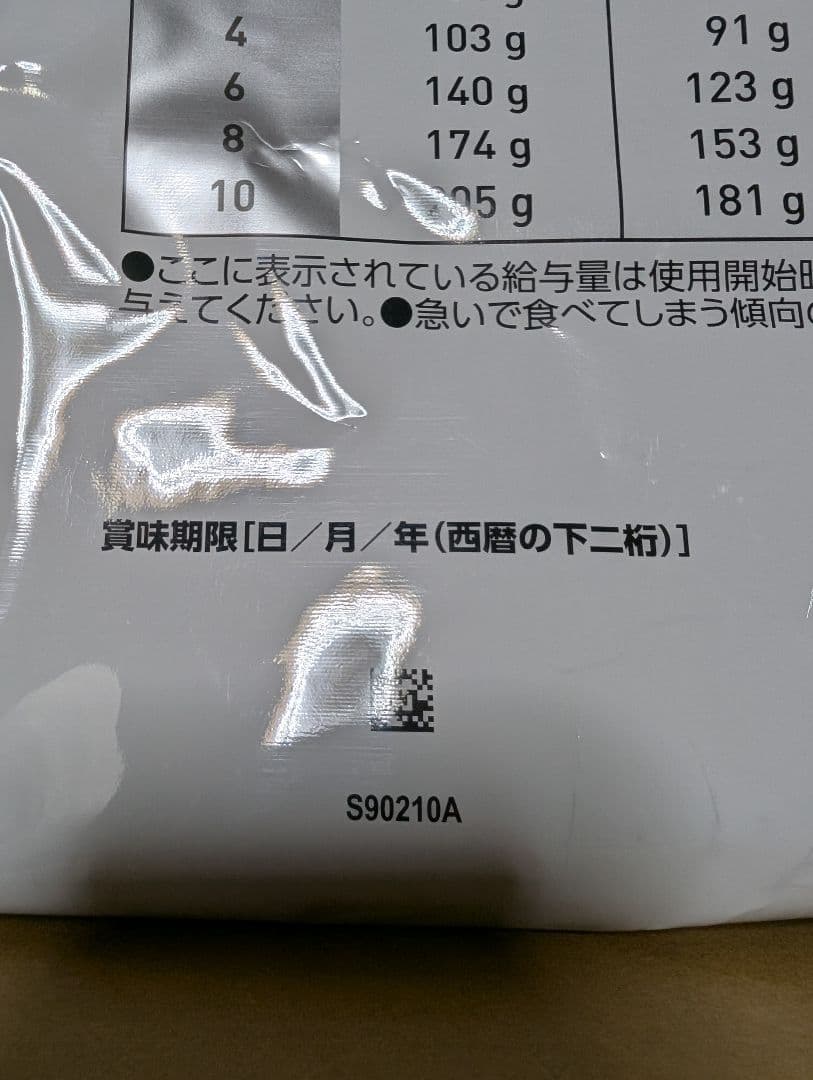 4 103 g 91 g
6 140 g 123 g
8 174 g 153 g
10 181 g
●ここに表示されている給与量は使用開始
与えてください。●急いで食べてしまう傾向
賞味期限[日／月／年(西暦の下二桁)]
S90210A